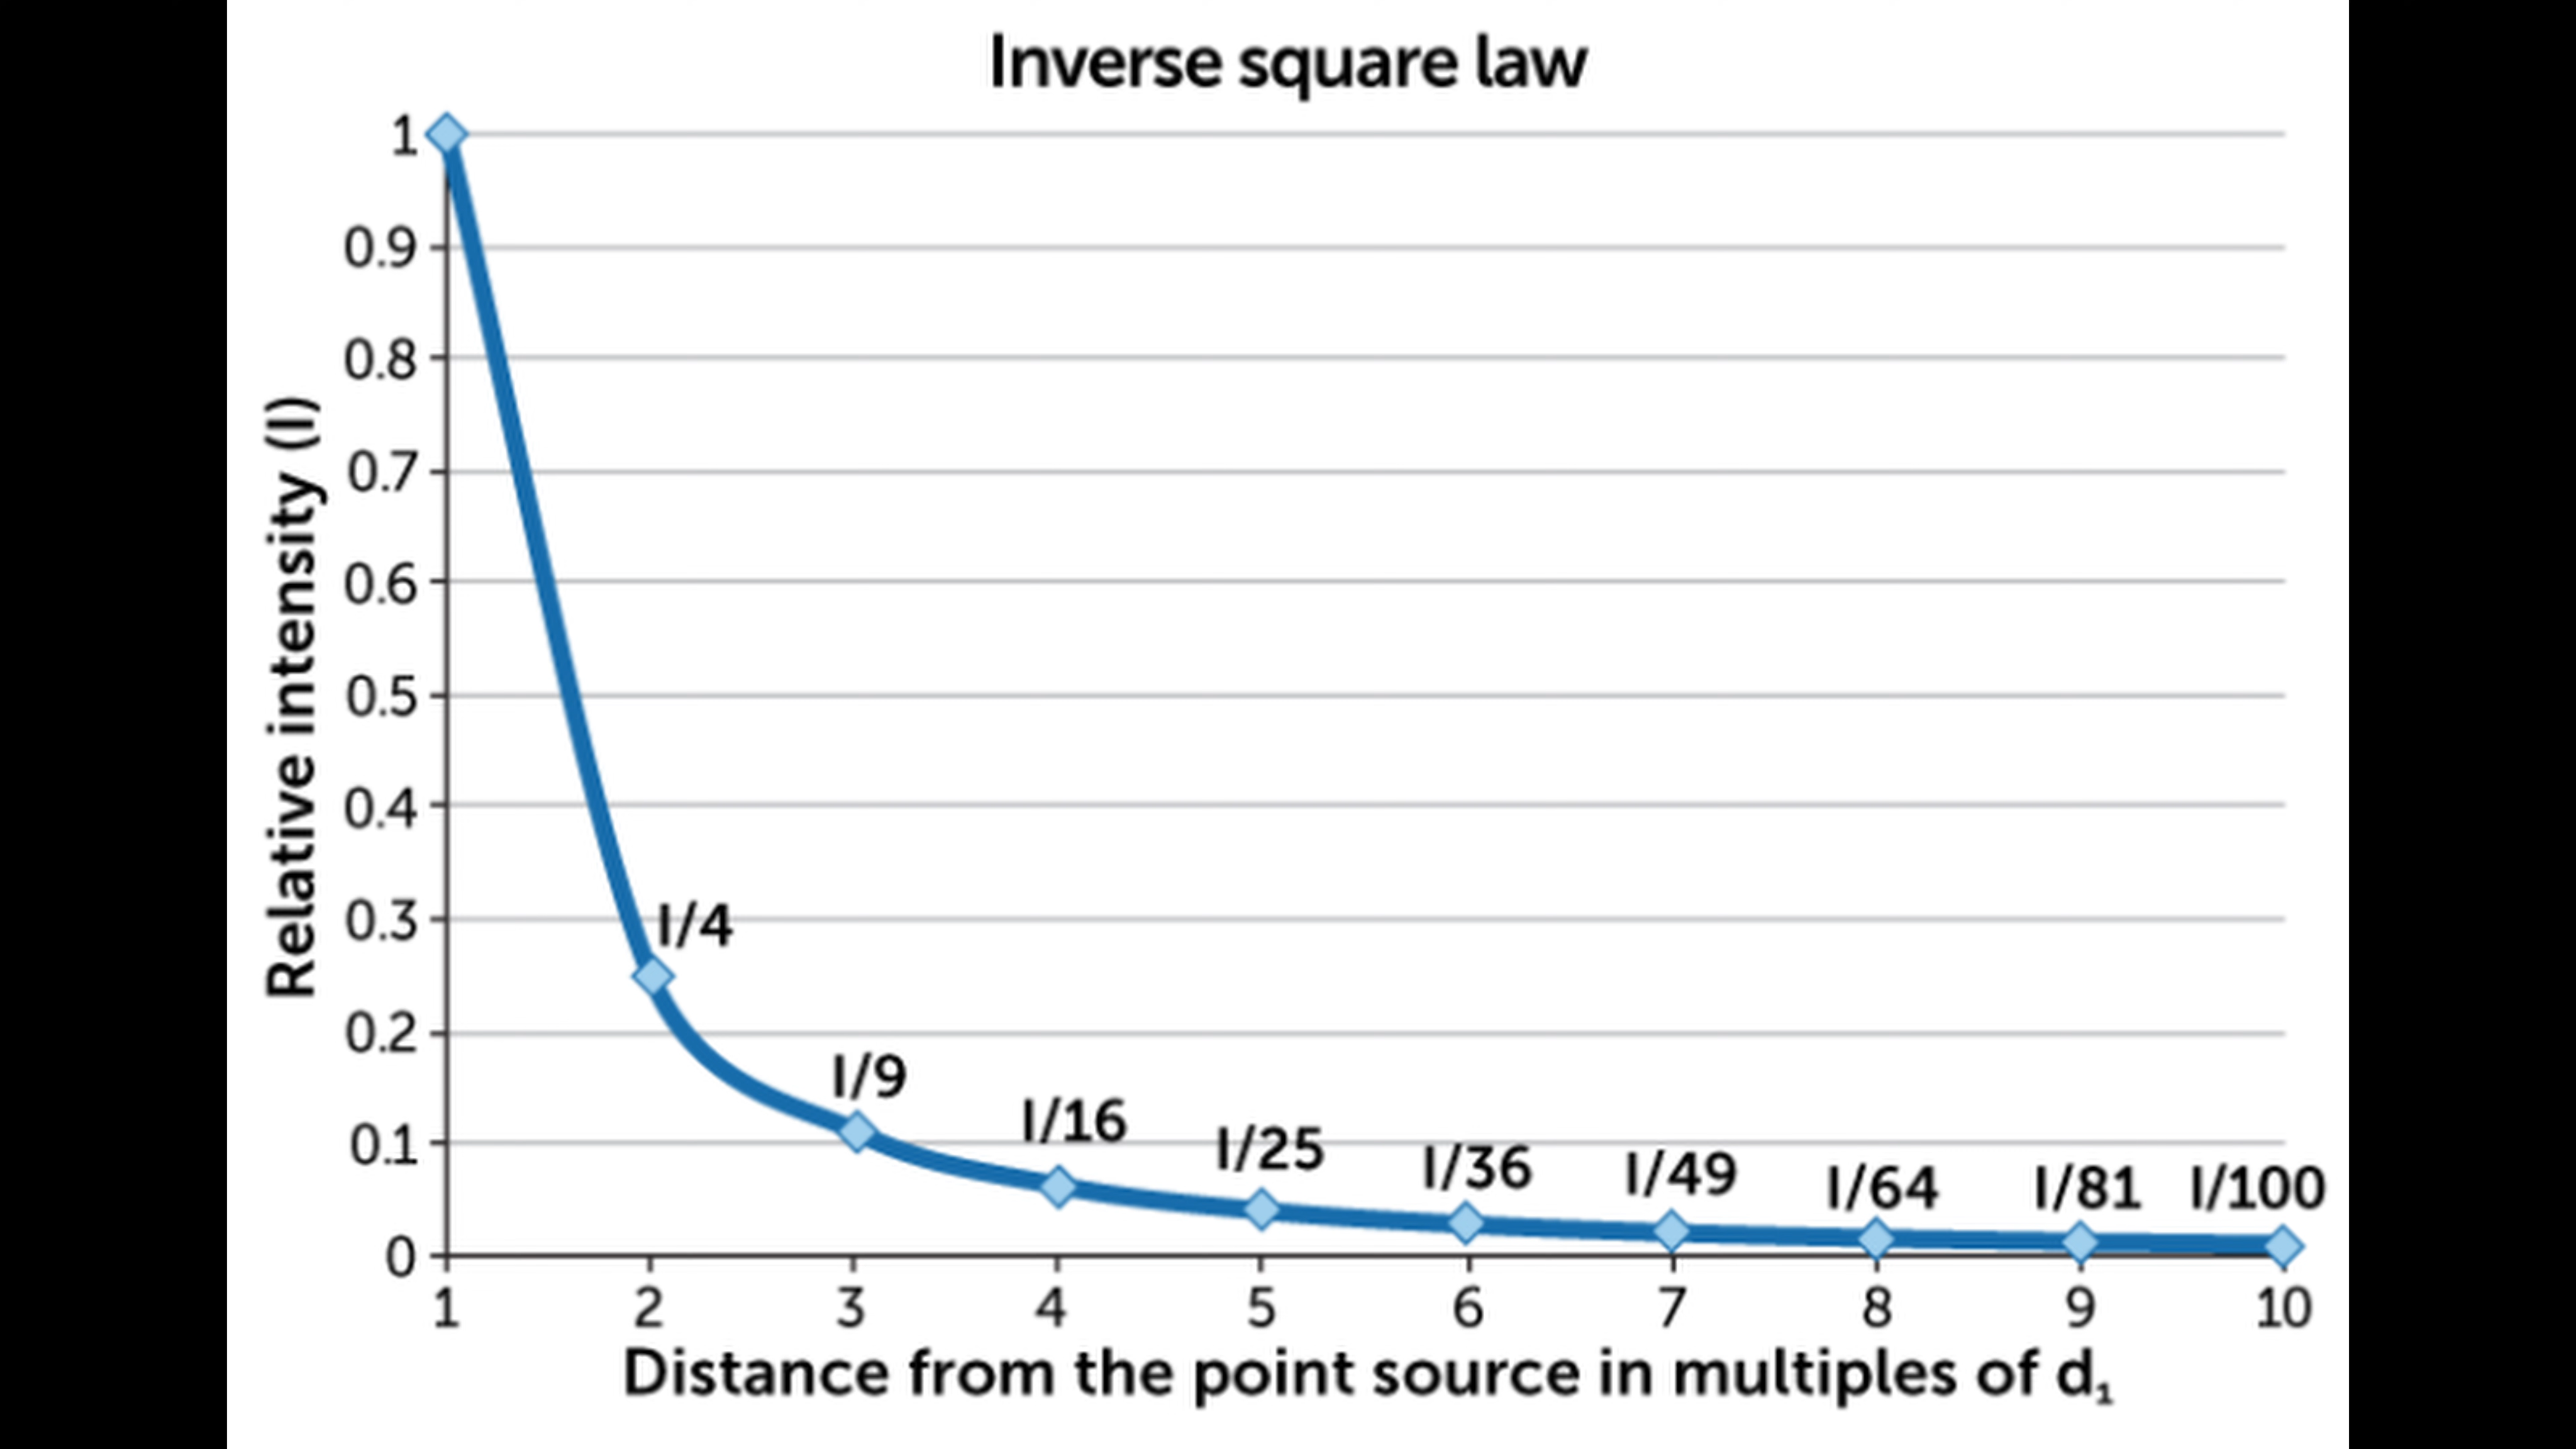 Inverse square law
1
0.9
0.8
0.7
0.6
0.5
0.4
0.3
0.2
0.1
0
Relative intensity (I)
I/4
I/9
I/16
I/25
I/36
I/49
I/64
I/81
I/100
1 2 3 4 5 6 7 8 9 10
Distance from the point source in multiples of d₁